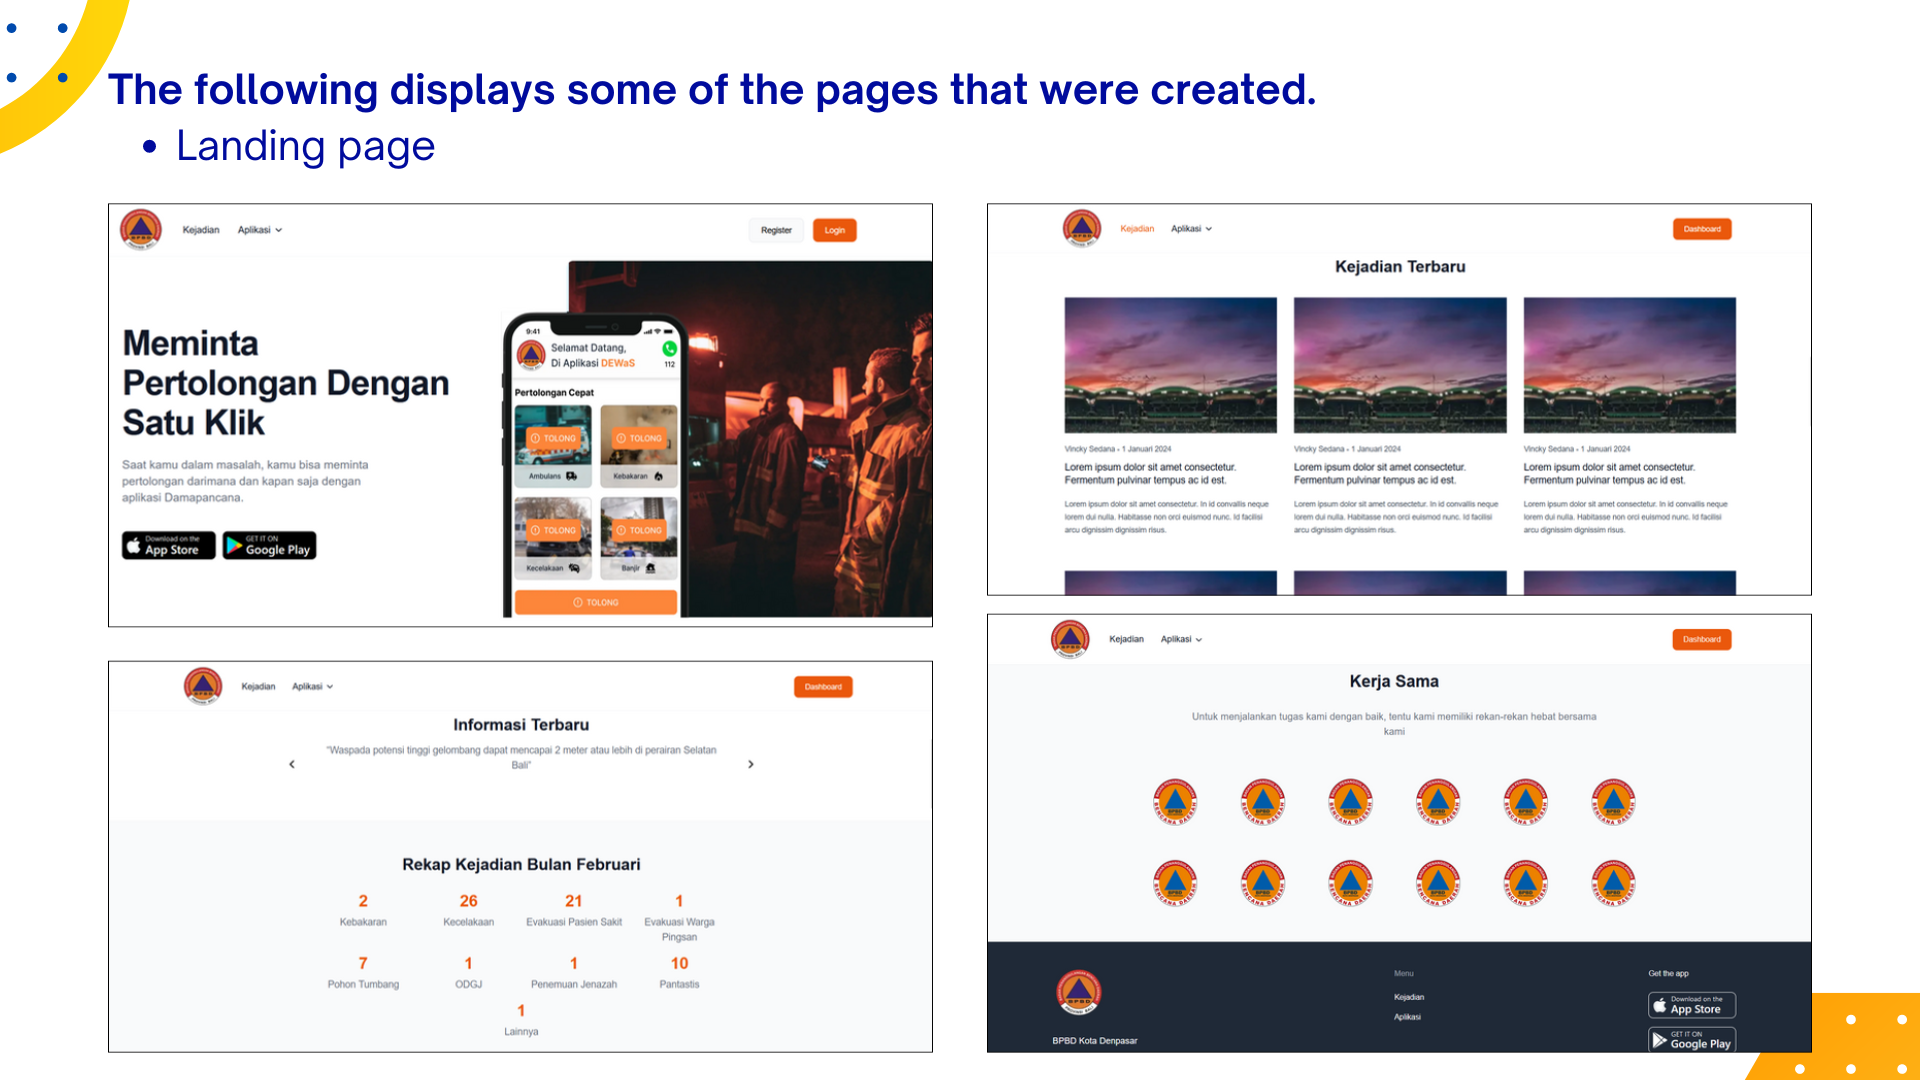 The following displays some of the pages that were created.
• Landing page
BPBD
Kejadian Aplikasi
Register Login
Meminta
Pertolongan Dengan
Satu Klik
Saat kamu dalam masalah, kamu bisa meminta
pertolongan darimana dan kapan saja dengan
aplikasi Damapancana.
Download on the
App Store
GET IT ON
Google Play
9:41
Selamat Datang,
Di Aplikasi DEWaS
112
Pertolongan Cepat
TOLONG TOLONG
Ambulans Kebakaran
TOLONG TOLONG
Kecelakaan Banjir
TOLONG
Kejadian Aplikasi
Dashboard
Kejadian Terbaru
Vincky Sedana - 1 Januari 2024
Lorem ipsum dolor sit amet consectetur.
Fermentum pulvinar tempus ac id est.
Lorem ipsum dolor sit amet consectetur. In id convallis neque
lorem dui nulla. Habitasse non orci euismod nunc. Id facilisi
arcu dignissim dignissim risus.
Vincky Sedana - 1 Januari 2024
Lorem ipsum dolor sit amet consectetur.
Fermentum pulvinar tempus ac id est.
Lorem ipsum dolor sit amet consectetur. In id convallis neque
lorem dui nulla. Habitasse non orci euismod nunc. Id facilisi
arcu dignissim dignissim risus.
Vincky Sedana - 1 Januari 2024
Lorem ipsum dolor sit amet consectetur.
Fermentum pulvinar tempus ac id est.
Lorem ipsum dolor sit amet consectetur. In id convallis neque
lorem dui nulla. Habitasse non orci euismod nunc. Id facilisi
arcu dignissim dignissim risus.
Kejadian Aplikasi
Dashboard
Informasi Terbaru
"Waspada potensi tinggi gelombang dapat mencapai 2 meter atau lebih di perairan Selatan
Bali"
Rekap Kejadian Bulan Februari
2 26 21 1
Kebakaran Kecelakaan Evakuasi Pasien Sakit Evakuasi Warga
Pingsan
7 1 1 10
Pohon Tumbang ODGJ Penemuan Jenazah Pantastis
1
Lainnya
Kejadian Aplikasi
Dashboard
Kerja Sama
Untuk menjalankan tugas kami dengan baik, tentu kami memiliki rekan-rekan hebat bersama
kami
BPBD
BENCANA DAERAH
BPBD Kota Denpasar
Menu
Kejadian
Aplikasi
Get the app
Download on the
App Store
GET IT ON
Google Play